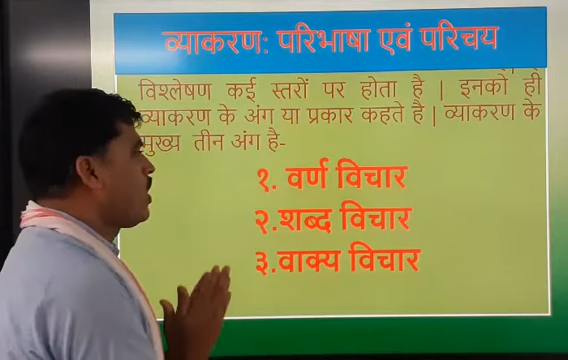 व्याकरण: परिभाषा एवं परिचय
विश्लेषण कई स्तरों पर होता है | इनको ही
व्याकरण के अंग या प्रकार कहते है | व्याकरण के
मुख्य तीन अंग है-
१. वर्ण विचार
२.शब्द विचार
३.वाक्य विचार